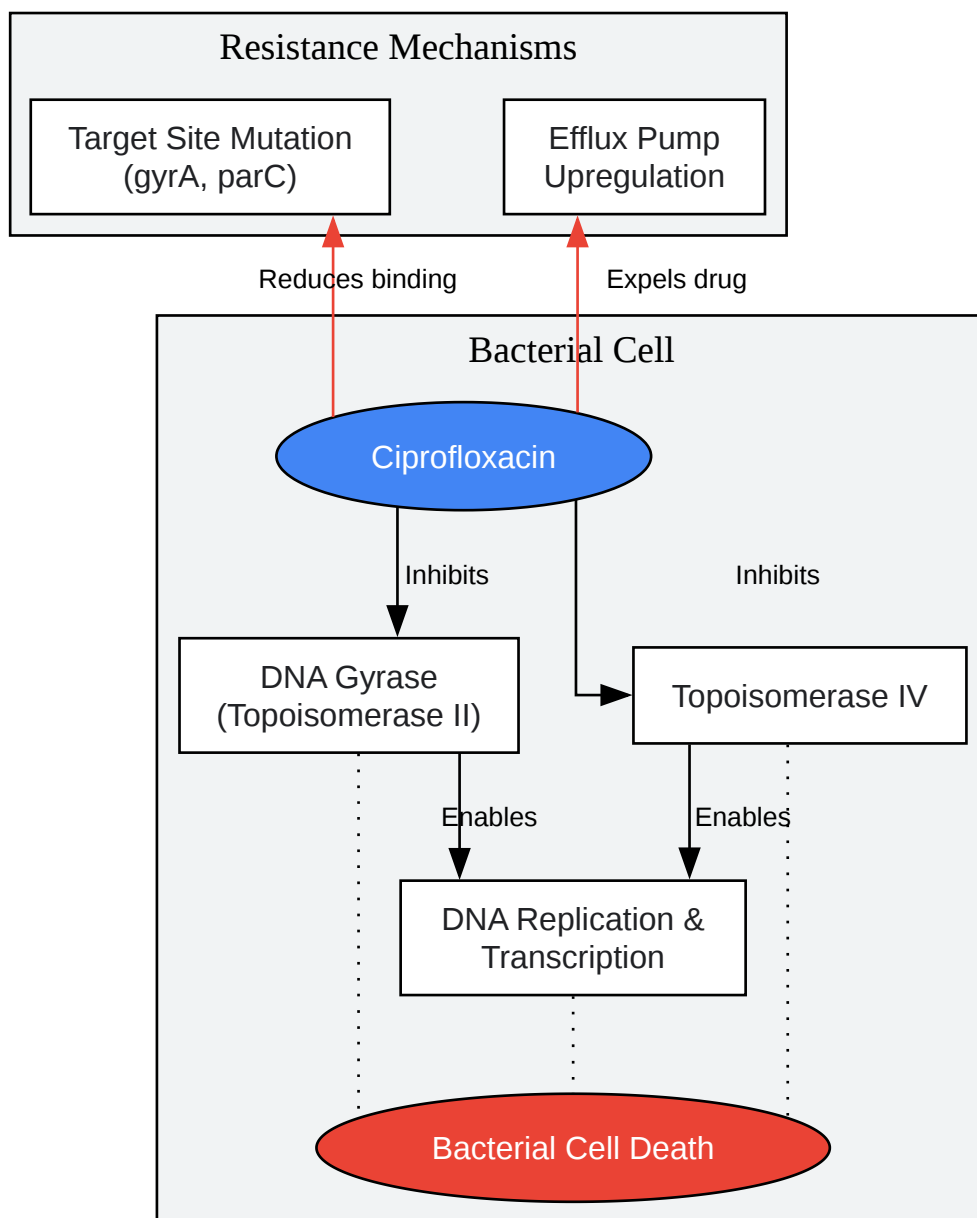 Resistance Mechanisms
Target Site Mutation
(gyrA, parC)
Efflux Pump
Upregulation
Reduces binding
Expels drug
Bacterial Cell
Ciprofloxacin
Inhibits
Inhibits
DNA Gyrase
(Topoisomerase II)
Topoisomerase IV
Enables
Enables
DNA Replication &
Transcription
Bacterial Cell Death